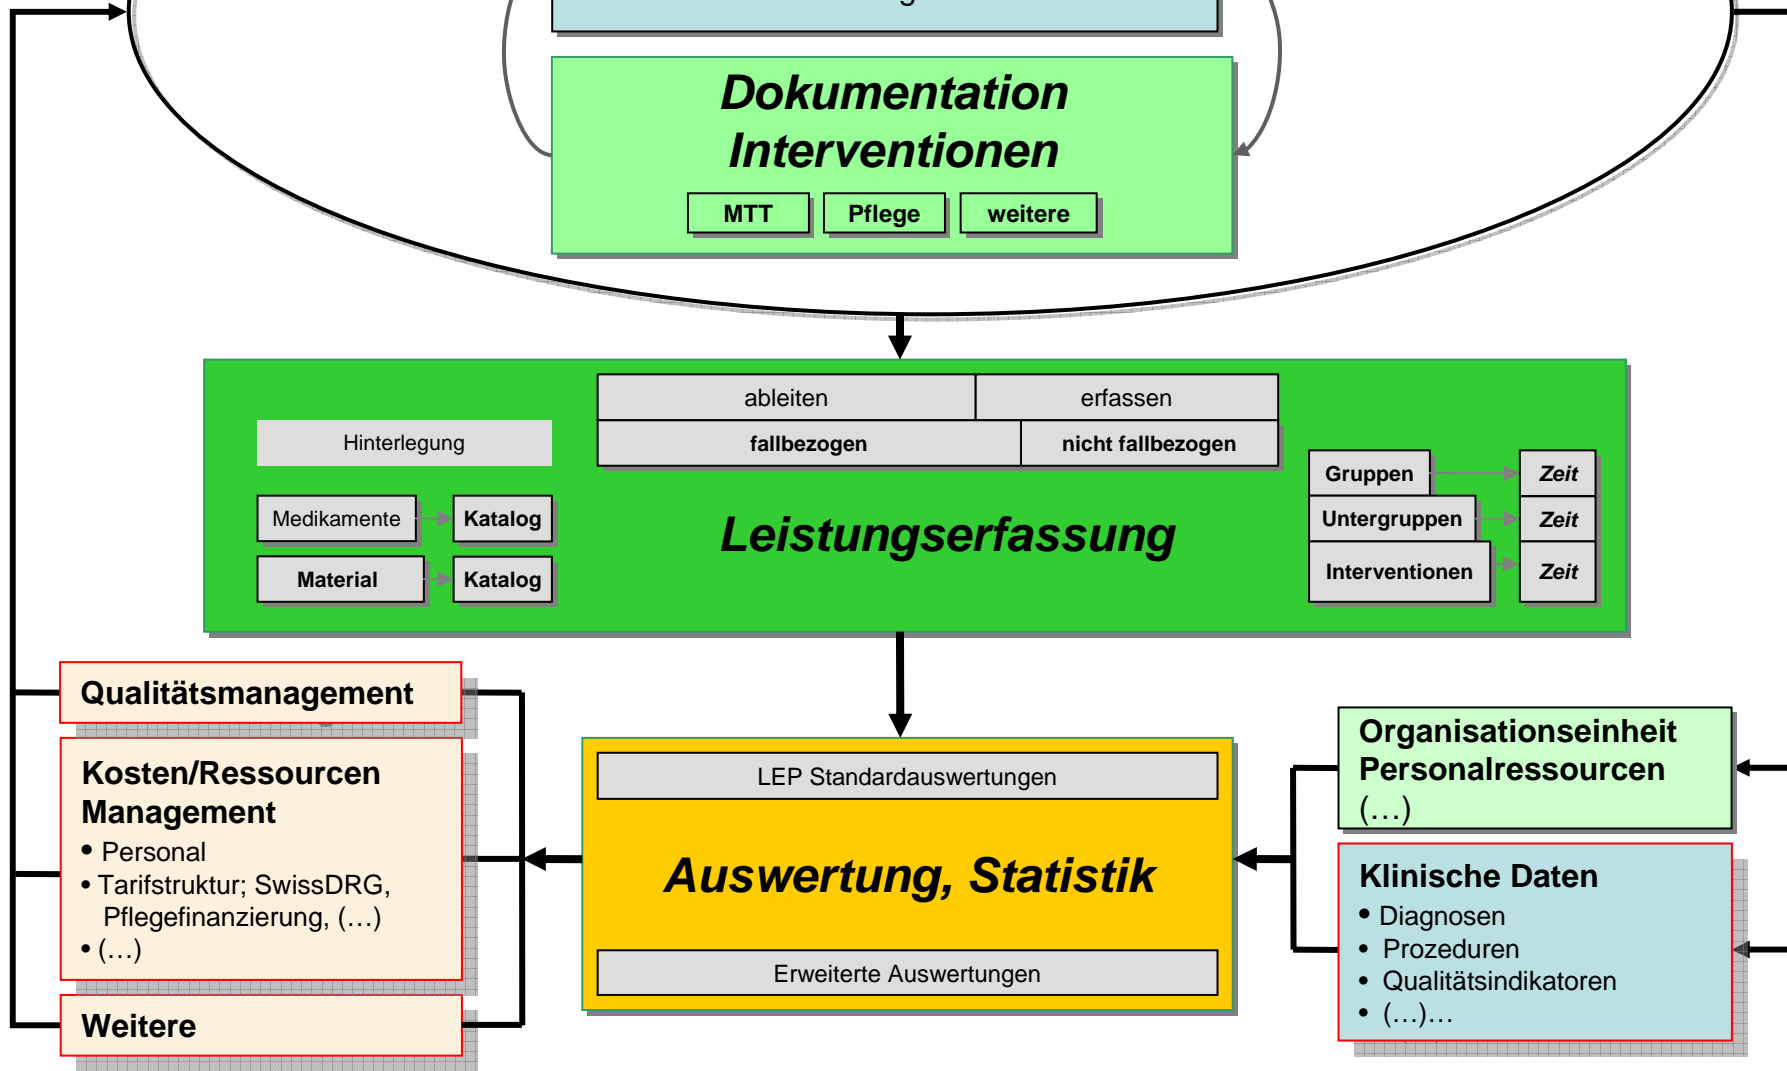 Dokumentation
Interventionen
MTT
Pflege
weitere
ableiten
erfassen
fallbezogen
nicht fallbezogen
Hinterlegung
Medikamente
Katalog
Material
Katalog
Leistungserfassung
Gruppen
Zeit
Untergruppen
Zeit
Interventionen
Zeit
Qualitätsmanagement
Kosten/Ressourcen
Management
• Personal
• Tarifstruktur; SwissDRG,
Pflegefinanzierung, (…)
• (…)
Weitere
LEP Standardauswertungen
Auswertung, Statistik
Erweiterte Auswertungen
Organisationseinheit
Personalressourcen
(…)
Klinische Daten
• Diagnosen
• Prozeduren
• Qualitätsindikatoren
• (…)…